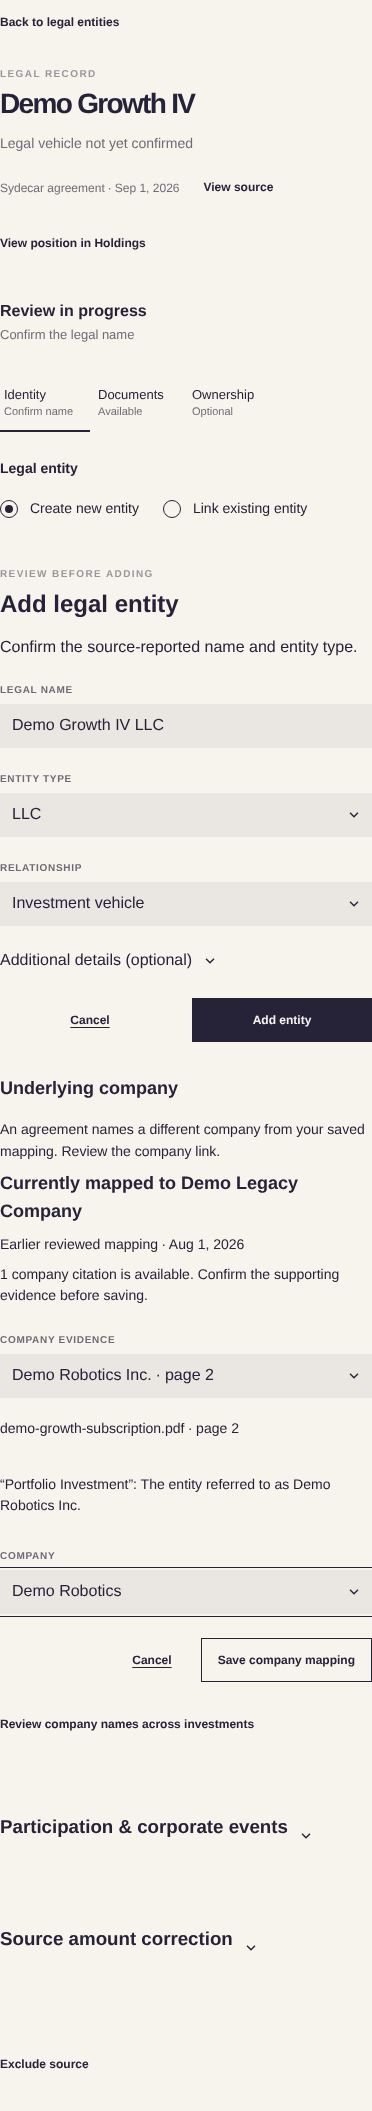 Back to legal entities
LEGAL RECORD
Demo Growth IV
Legal vehicle not yet confirmed
Sydecar agreement · Sep 1, 2026 View source
View position in Holdings
Review in progress
Confirm the legal name
Identity Documents Ownership
Confirm name Available Optional
Legal entity
Create new entity Link existing entity
REVIEW BEFORE ADDING
Add legal entity
Confirm the source-reported name and entity type.
LEGAL NAME
Demo Growth IV LLC
ENTITY TYPE
LLC
RELATIONSHIP
Investment vehicle
Additional details (optional)
Cancel Add entity
Underlying company
An agreement names a different company from your saved
mapping. Review the company link.
Currently mapped to Demo Legacy
Company
Earlier reviewed mapping · Aug 1, 2026
1 company citation is available. Confirm the supporting
evidence before saving.
COMPANY EVIDENCE
Demo Robotics Inc. · page 2
demo-growth-subscription.pdf · page 2
“Portfolio Investment”: The entity referred to as Demo
Robotics Inc.
COMPANY
Demo Robotics
Cancel Save company mapping
Review company names across investments
Participation & corporate events
Source amount correction
Exclude source